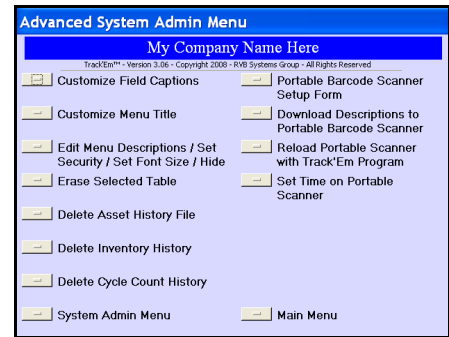 Advanced System Admin Menu
My Company Name Here
Track'Em™ - Version 3.06 - Copyright 2008 - RVB Systems Group - All Rights Reserved
Customize Field Captions
Customize Menu Title
Edit Menu Descriptions / Set
Security / Set Font Size / Hide
Erase Selected Table
Delete Asset History File
Delete Inventory History
Delete Cycle Count History
System Admin Menu
Portable Barcode Scanner
Setup Form
Download Descriptions to
Portable Barcode Scanner
Reload Portable Scanner
with Track'Em Program
Set Time on Portable
Scanner
Main Menu